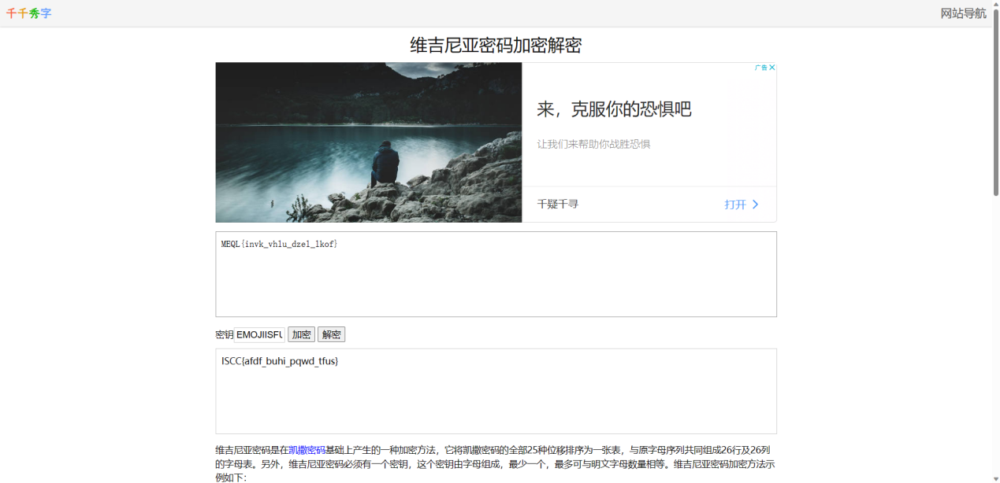 千千秀字
网站导航
维吉尼亚密码加密解密
广告
来，克服你的恐惧吧
让我们来帮助你战胜恐惧
千疑千寻
打开
MEQL{invk_vhlu_dzel_lkof}
密钥 EMOJIISFU 加密 解密
ISCC{afdf_buhi_pqwd_tfus}
维吉尼亚密码是在凯撒密码基础上产生的一种加密方法，它将凯撒密码的全部25种位移排序为一张表，与原字母序列共同组成26行及26列
的字母表。另外，维吉尼亚密码必须有一个密钥，这个密钥由字母组成，最少一个，最多可与明文字母数量相等。维吉尼亚密码加密方法示
例如下：